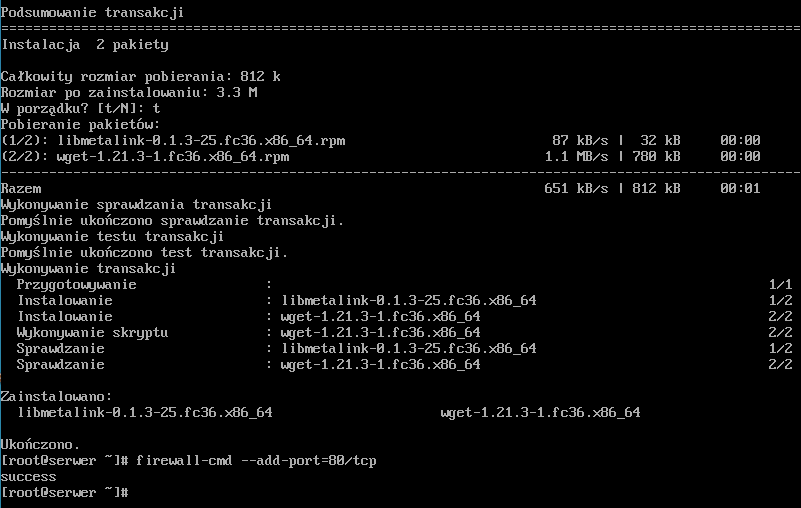 Podsumowanie transakcji
================================================================================
Instalacja  2 pakiety
Całkowity rozmiar pobierania: 812 k
Rozmiar po zainstalowaniu: 3.3 M
W porządku? [t/N]: t
Pobieranie pakietów:
(1/2): libmetalink-0.1.3-25.fc36.x86_64.rpm 87 kB/s | 32 kB 00:00
(2/2): wget-1.21.3-1.fc36.x86_64.rpm 1.1 MB/s | 780 kB 00:00
--------------------------------------------------------------------------------
Razem 651 kB/s | 812 kB 00:01
Wykonywanie sprawdzania transakcji
Pomyślnie ukończono sprawdzanie transakcji.
Wykonywanie testu transakcji
Pomyślnie ukończono test transakcji.
Wykonywanie transakcji
Przygotowywanie : 1/1
Instalowanie : libmetalink-0.1.3-25.fc36.x86_64 1/2
Instalowanie : wget-1.21.3-1.fc36.x86_64 2/2
Wykonywanie skryptu : wget-1.21.3-1.fc36.x86_64 2/2
Sprawdzanie : libmetalink-0.1.3-25.fc36.x86_64 1/2
Sprawdzanie : wget-1.21.3-1.fc36.x86_64 2/2
Zainstalowano:
libmetalink-0.1.3-25.fc36.x86_64 wget-1.21.3-1.fc36.x86_64
Ukończono.
[root@serwer ~]# firewall-cmd --add-port=80/tcp
success
[root@serwer ~]#